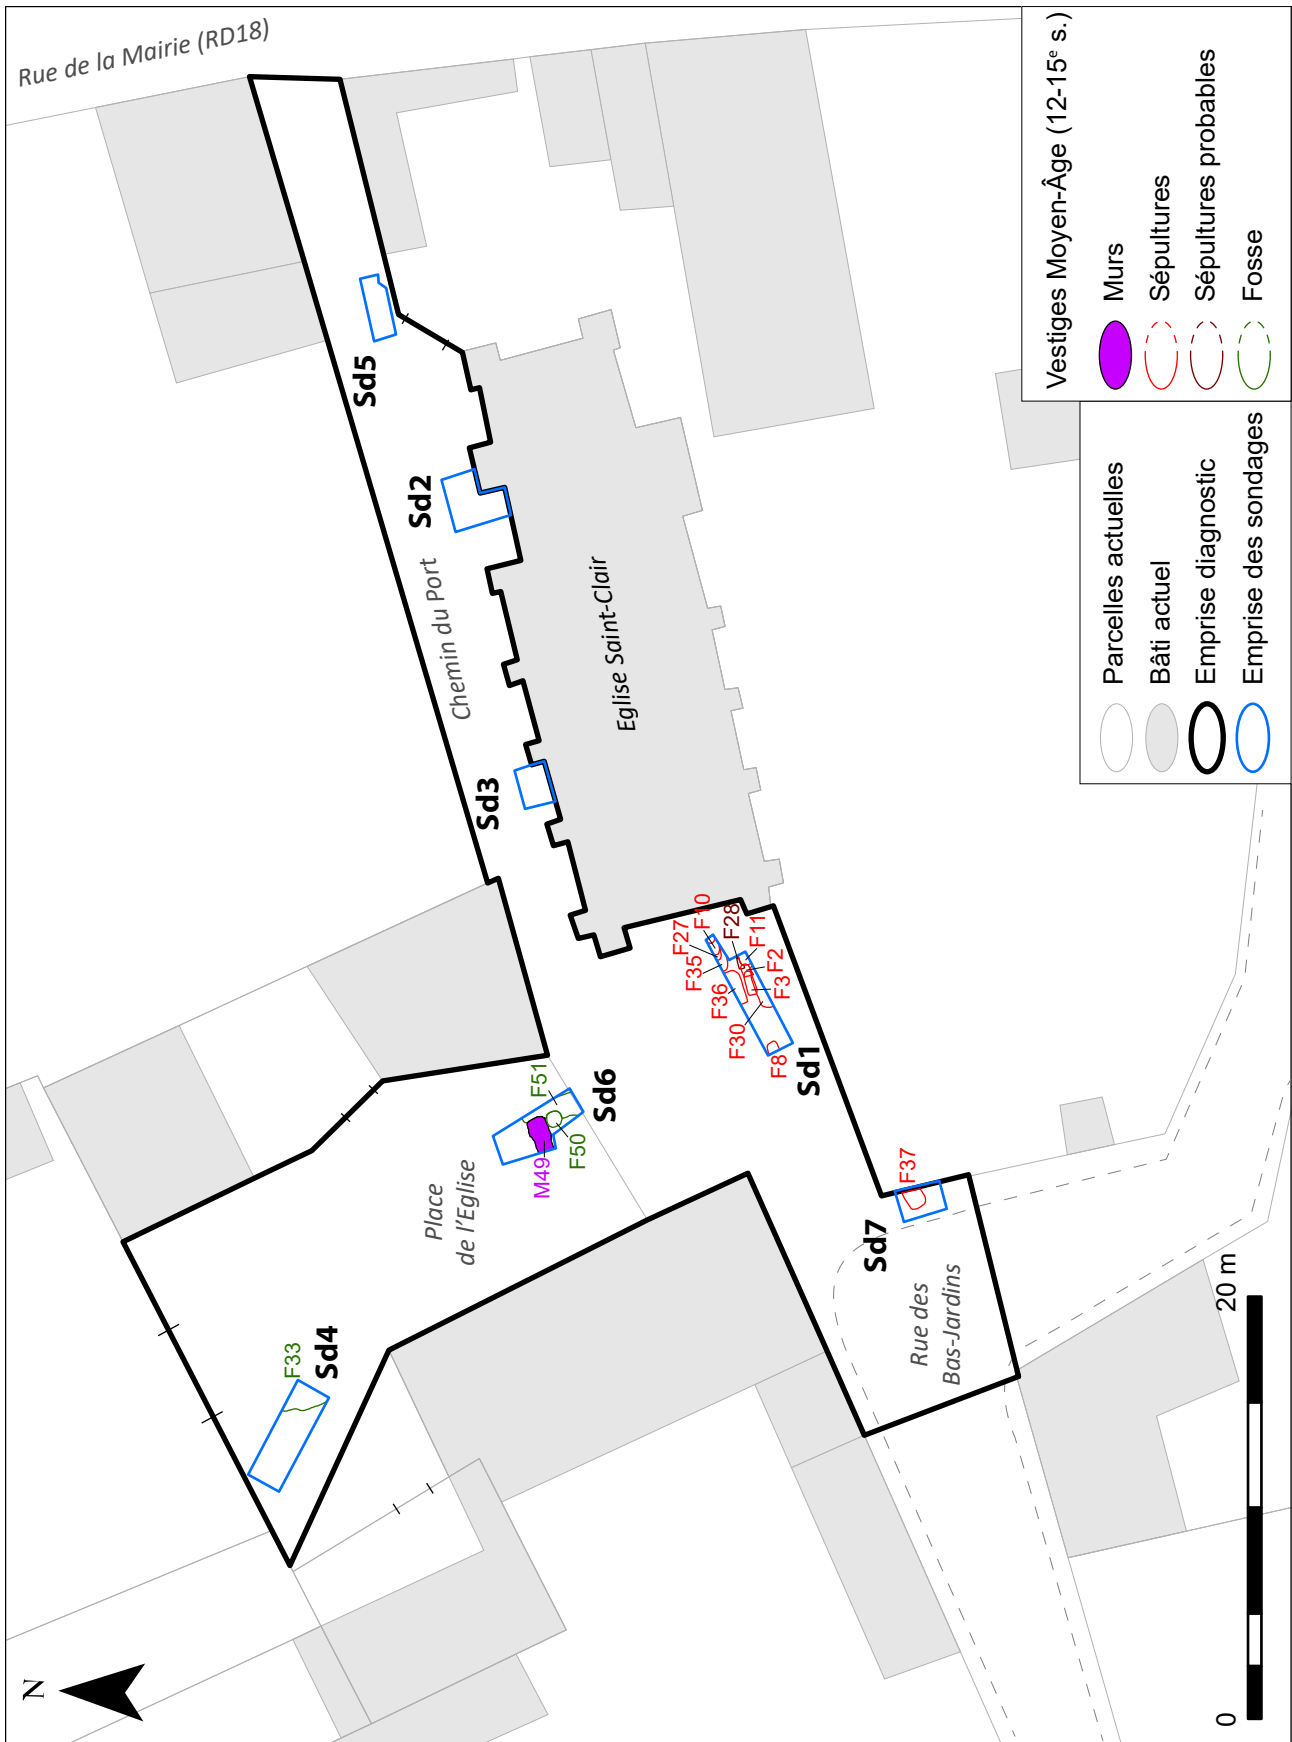 Rue de la Mairie (RD18)
Sd5
Sd2
Chemin du Port
Sd3
Eglise Saint-Clair
F10
F27
F28
F35
F11
F36
F2
F3
F30
F8
Sd1
F51
Sd6
M49
F50
Place
de l'Eglise
F37
Sd7
Rue des
Bas-Jardins
F33
Sd4
N
0
20 m
Parcelles actuelles
Bâti actuel
Emprise diagnostic
Emprise des sondages
Vestiges Moyen-Âge (12-15e s.)
Murs
Sépultures
Sépultures probables
Fosse